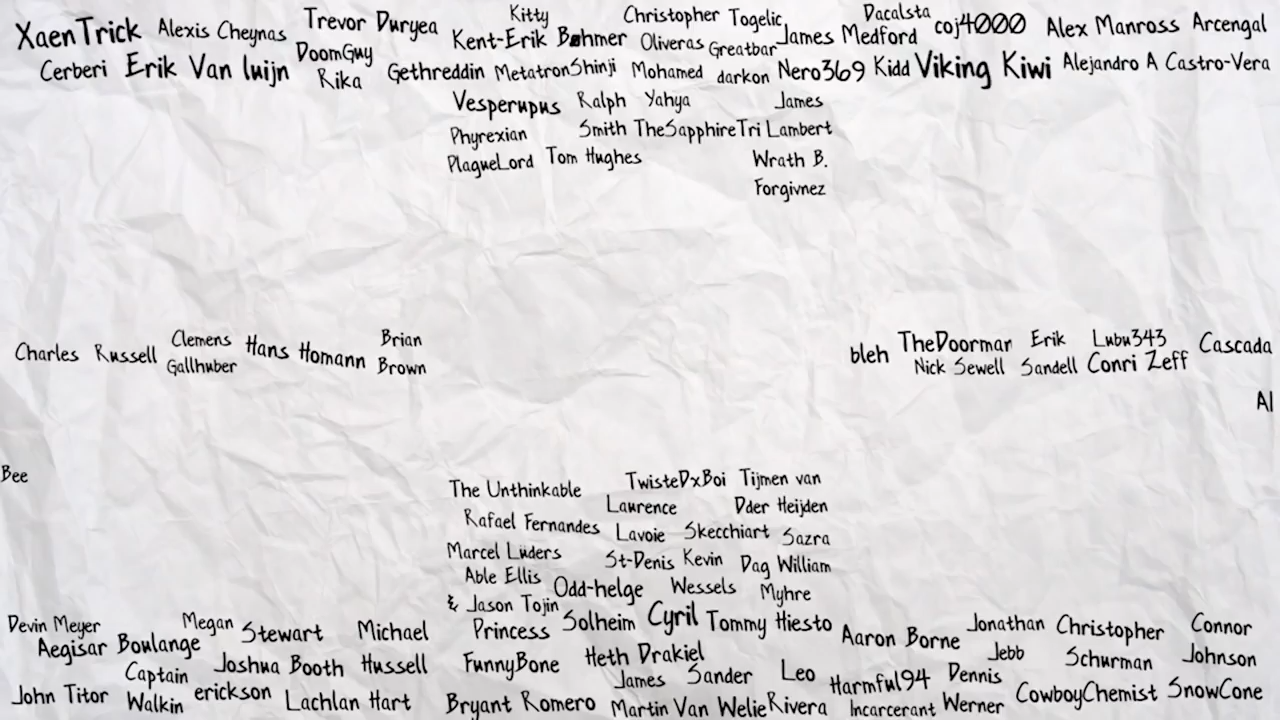 XaenTrick Alexis Cheynas Trevor Duryea Kitty Kent-Erik Bøhmer Christopher Oliveras Togelic Greatbar James Medford Dacalsta coj4000 Alex Manross Arcengal
Cerberi Erik Van luijn DoomGuy Rika Gethreddin MetatronShinji Mohamed darkon Nero369 Kidd Viking Kiwi Alejandro A Castro-Vera
Vesperupus Ralph Yahya James
Phyrexian Smith TheSapphireTri Lambert
PlagueLord Tom Hughes Wrath B.
Forgivnez
Charles Russell Clemens Gallhuber Hans Homann Brian Brown
bleh TheDoorman Erik Lubu343 Cascada
Nick Sewell Sandell Conri Zeff
Al
Bee
The Unthinkable TwisteDxBoi Tijmen van
Laurence Dder Heijden
Rafael Fernandes Lavoie Skecchiart Sazra
Marcel Lüders St-Denis Kevin Dag William
Able Ellis Odd-helge Wessels Myhre
& Jason Tojin Solheim Cyril Tommy Hiesto
Devin Meyer Megan Stewart Michael Princess Aaron Borne Jonathan Christopher Connor
Aegisar Boulange Joshua Booth Hussell FunnyBone Heth Drakiel Jebb Schurman Johnson
Captain James Sander Leo Harmful94 Dennis
John Titor Walkin erickson Lachlan Hart Bryant Romero Martin Van Welie Rivera Incarcerant Werner CowboyChemist SnowCone